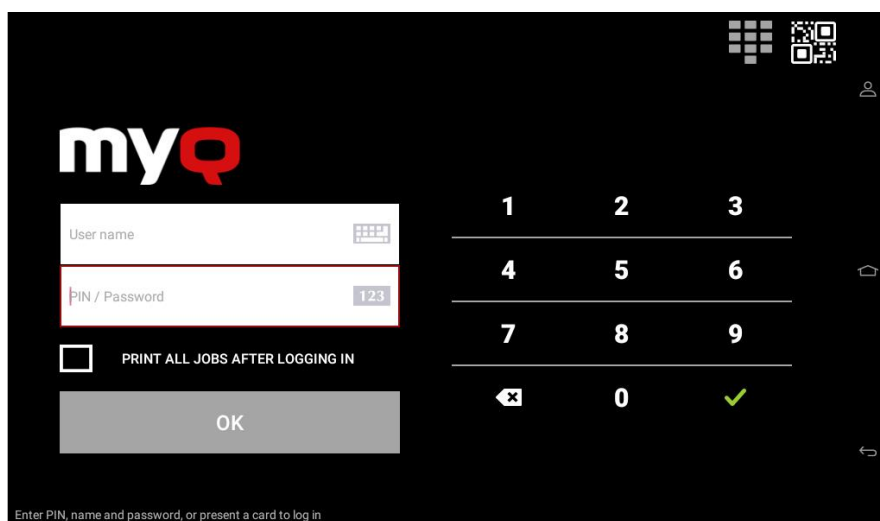 myQ
User name
PIN / Password
123
PRINT ALL JOBS AFTER LOGGING IN
OK
1 2 3
4 5 6
7 8 9
0
Enter PIN, name and password, or present a card to log in